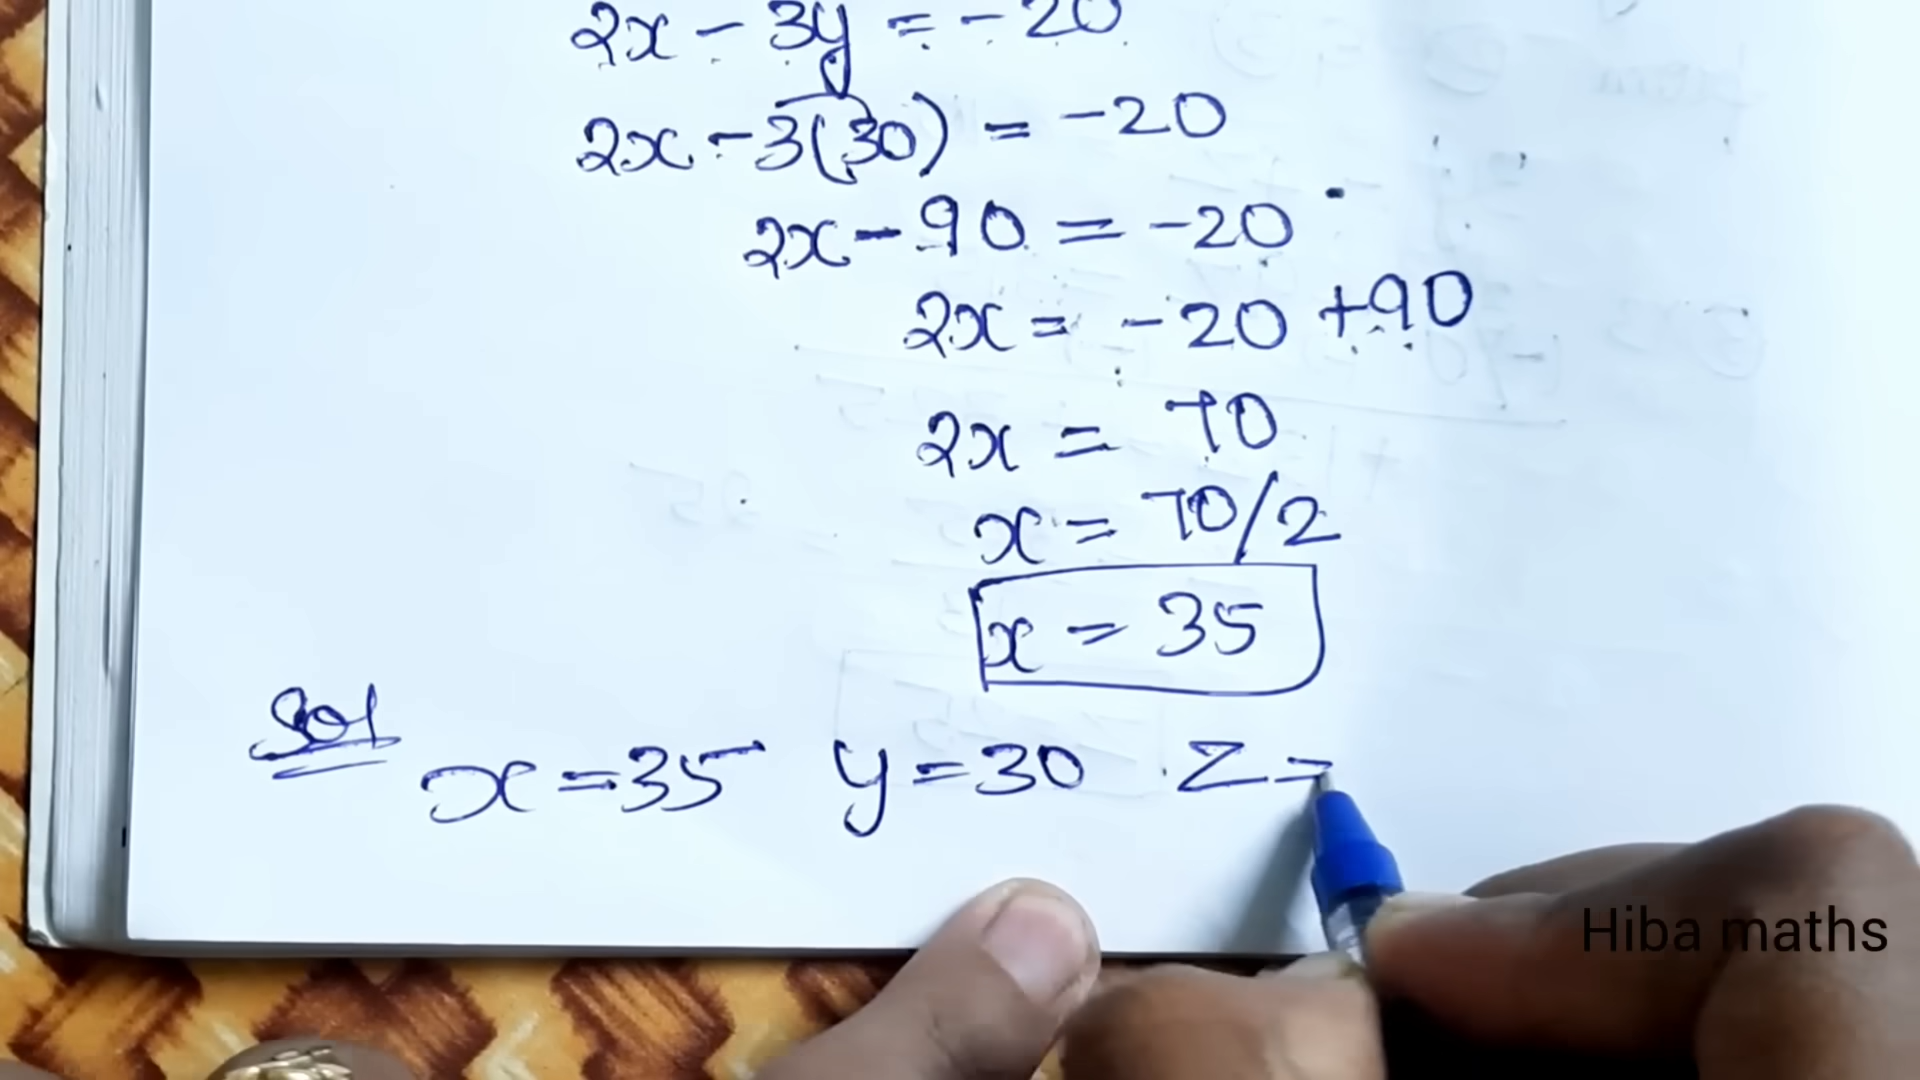 2x - 3y = -20
2x - 3(30) = -20
2x - 90 = -20
2x = -20 + 90
2x = 70
x = 70/2
x = 35
Sol
x = 35 y = 30 Z =
Hiba maths